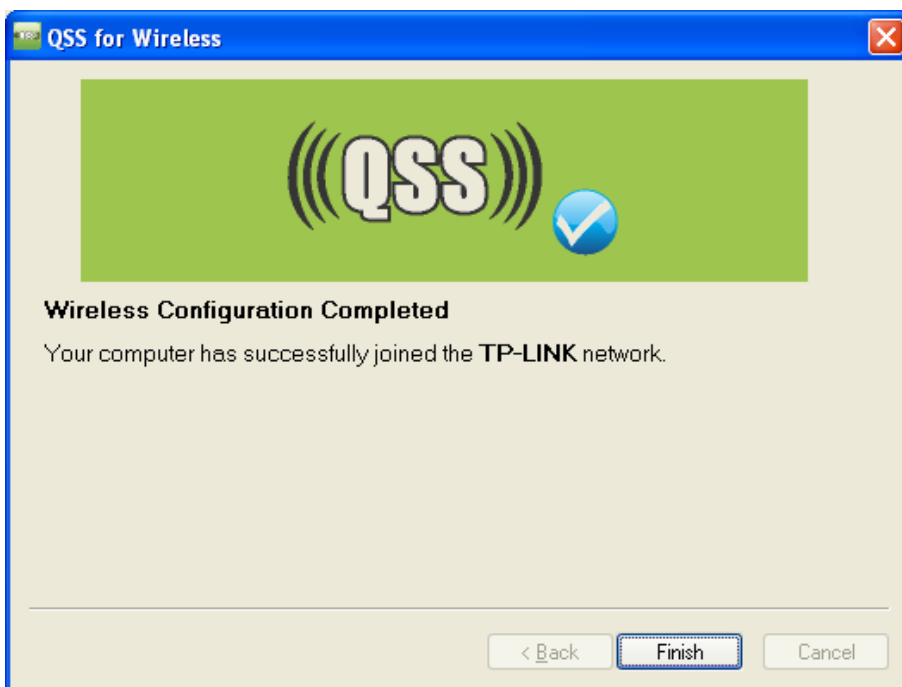 QSS for Wireless
(((QSS)))
Wireless Configuration Completed
Your computer has successfully joined the TP-LINK network.
< Back Finish Cancel